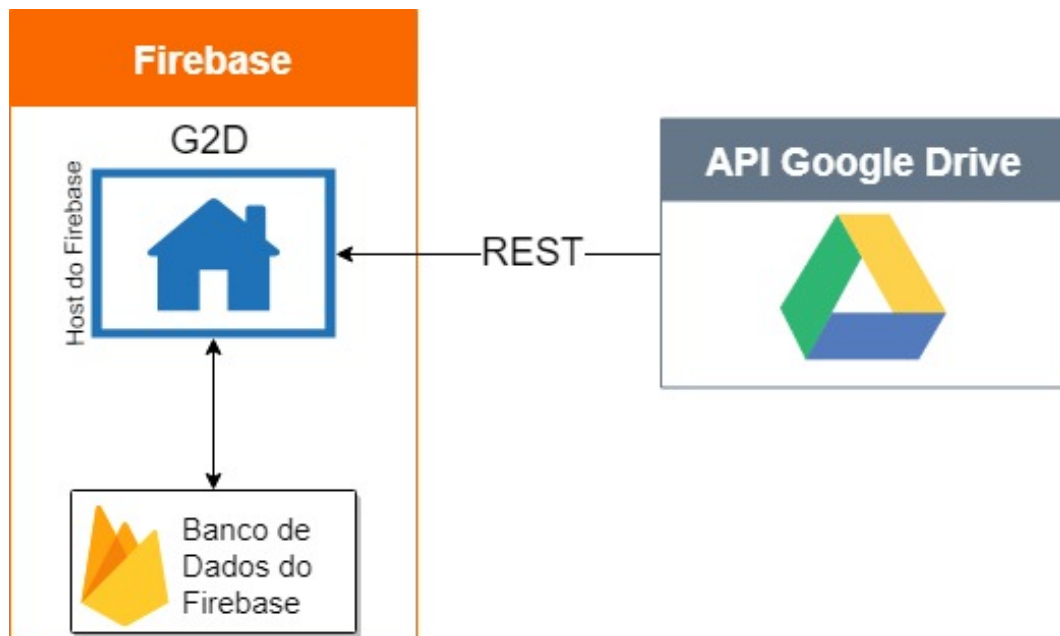 Firebase
G2D
Host do Firebase
API Google Drive
REST
Banco de
Dados do
Firebase